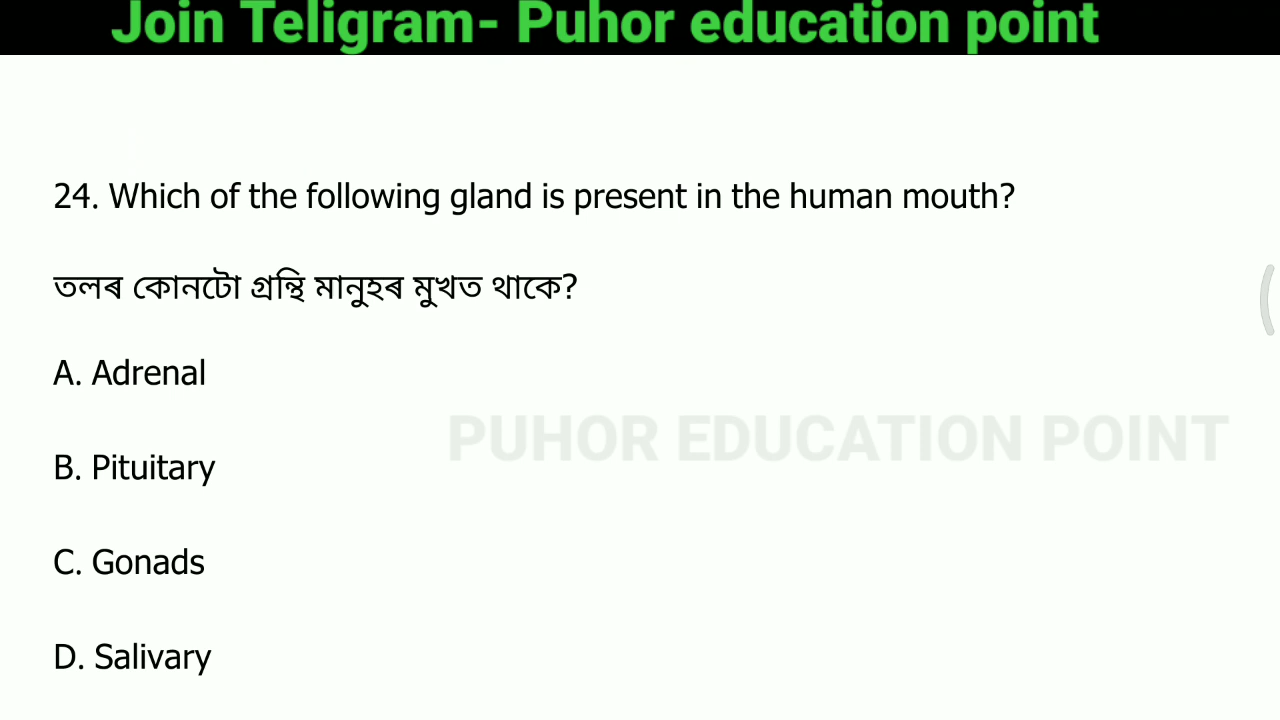 Join Teligram- Puhor education point
24. Which of the following gland is present in the human mouth?
তলৰ কোনটো গ্ৰন্থি মানুহৰ মুখত থাকে?
A. Adrenal
PUHOR EDUCATION POINT
B. Pituitary
C. Gonads
D. Salivary